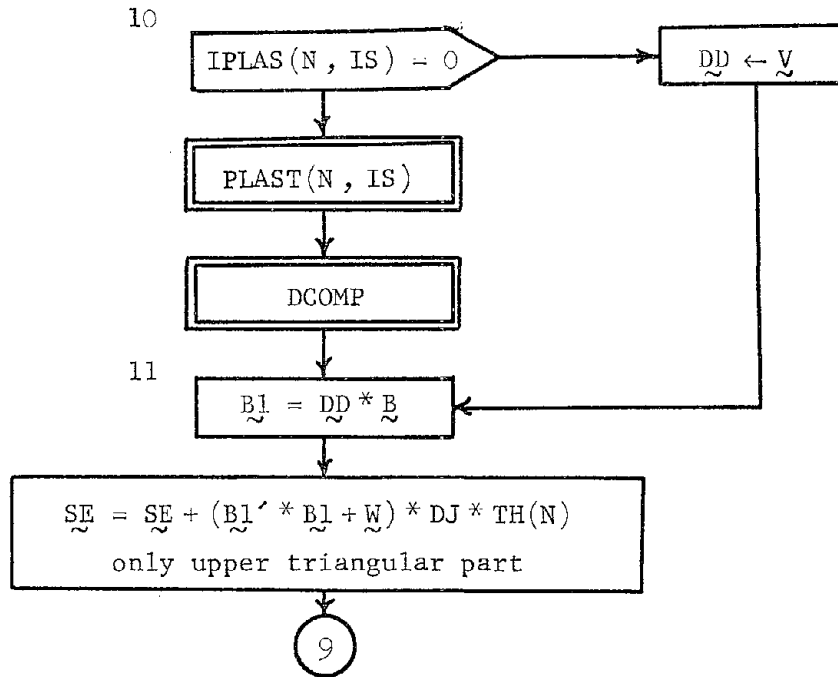 10
IPLAS(N , IS) = 0
DD ← V
PLAST(N , IS)
DCOMP
11
B1 = DD * B
SE = SE + (B1′ * B1 + W) * DJ * TH(N)
only upper triangular part
9